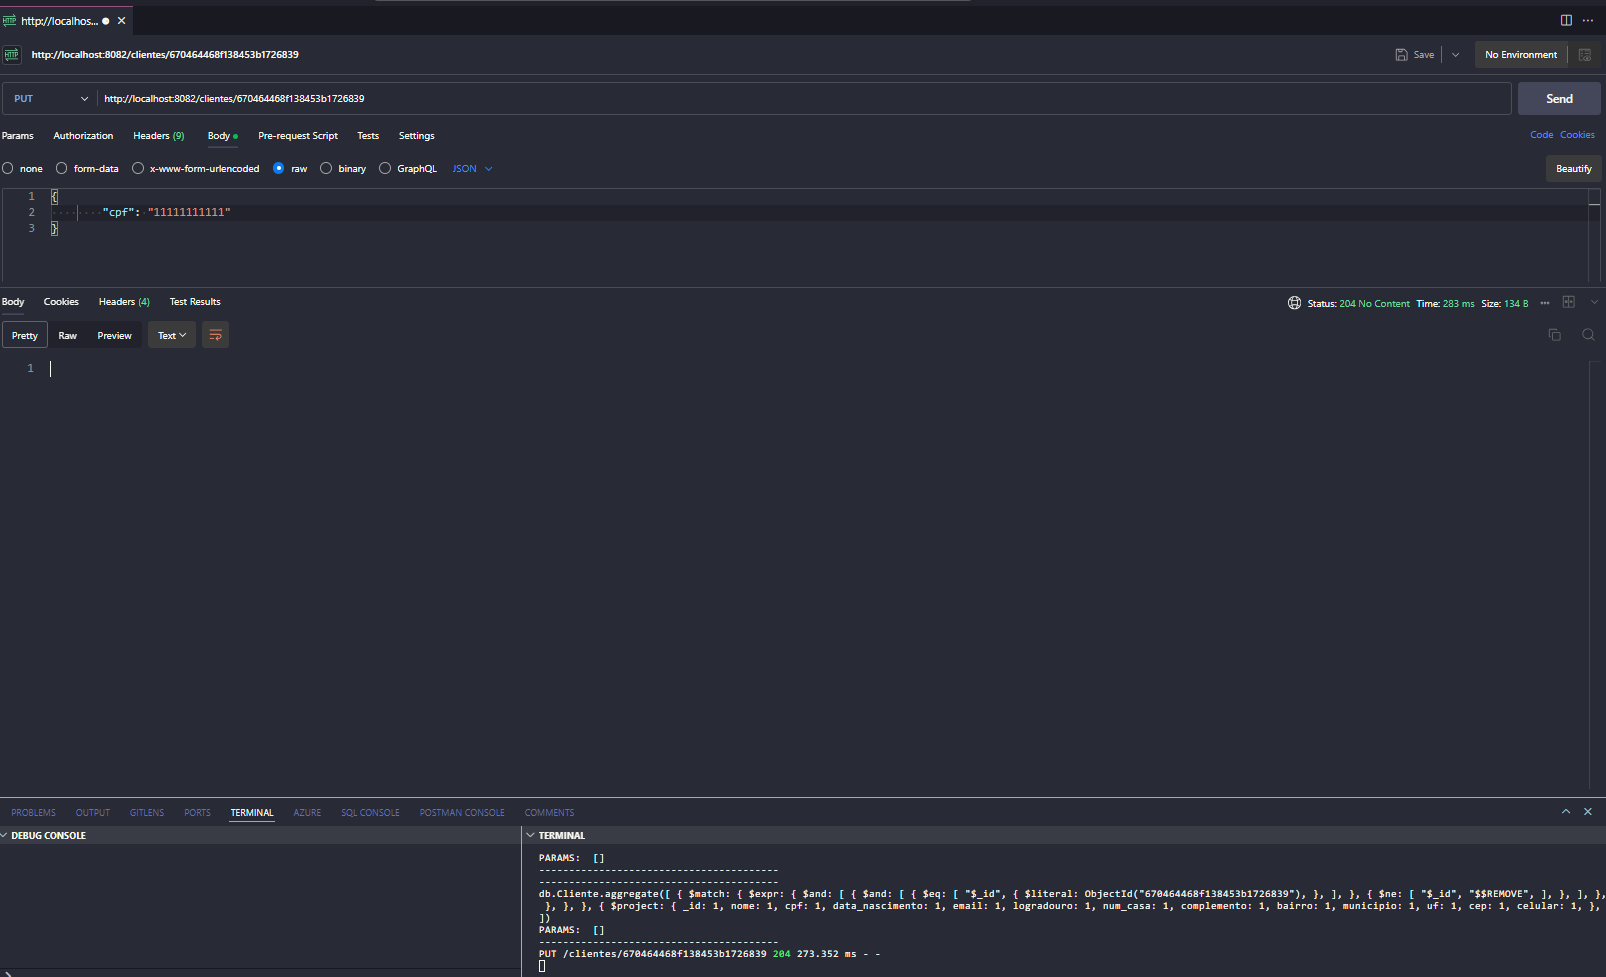 http://localhos...
http://localhost:8082/clientes/670464468f138453b1726839
Save
No Environment
PUT
http://localhost:8082/clientes/670464468f138453b1726839
Send
Params Authorization Headers (9) Body Pre-request Script Tests Settings
Code Cookies
none form-data x-www-form-urlencoded raw binary GraphQL JSON
Beautify
1 {
2 "cpf": "11111111111"
3 }
Body Cookies Headers (4) Test Results
Status: 204 No Content Time: 283 ms Size: 134 B
Pretty Raw Preview Text
1
PROBLEMS OUTPUT GITLENS PORTS TERMINAL AZURE SQL CONSOLE POSTMAN CONSOLE COMMENTS
DEBUG CONSOLE
TERMINAL
PARAMS: []
----------------------------------------
----------------------------------------
db.Cliente.aggregate([ { $match: { $expr: { $and: [ { $and: [ { $eq: [ "$_id", { $literal: ObjectId("670464468f138453b1726839"), }, ], }, { $ne: [ "$_id", "$$REMOVE", ], }, ], },
}, }, }, { $project: { _id: 1, nome: 1, cpf: 1, data_nascimento: 1, email: 1, logradouro: 1, num_casa: 1, complemento: 1, bairro: 1, municipio: 1, uf: 1, cep: 1, celular: 1, },
])
PARAMS: []
----------------------------------------
PUT /clientes/670464468f138453b1726839 204 273.352 ms - -